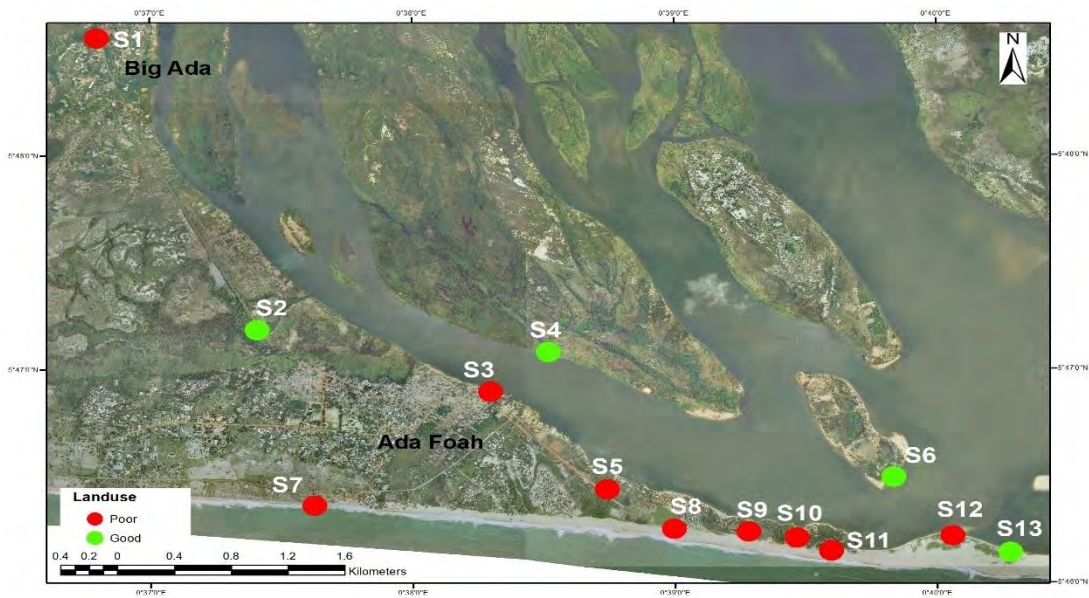 0°37'0"E 0°38'0"E 0°39'0"E 0°40'0"E
S1
N
Big Ada
5°48'0"N 5°48'0"N
S2
S4
5°47'0"N 5°47'0"N
S3
Ada Foah
S6
S5
S7
S8 S9 S10 S12
S11 S13
Landuse
Poor
Good
0.4 0.2 0 0.4 0.8 1.2 1.6
Kilometers
5°46'0"N
0°37'0"E 0°38'0"E 0°39'0"E 0°40'0"E